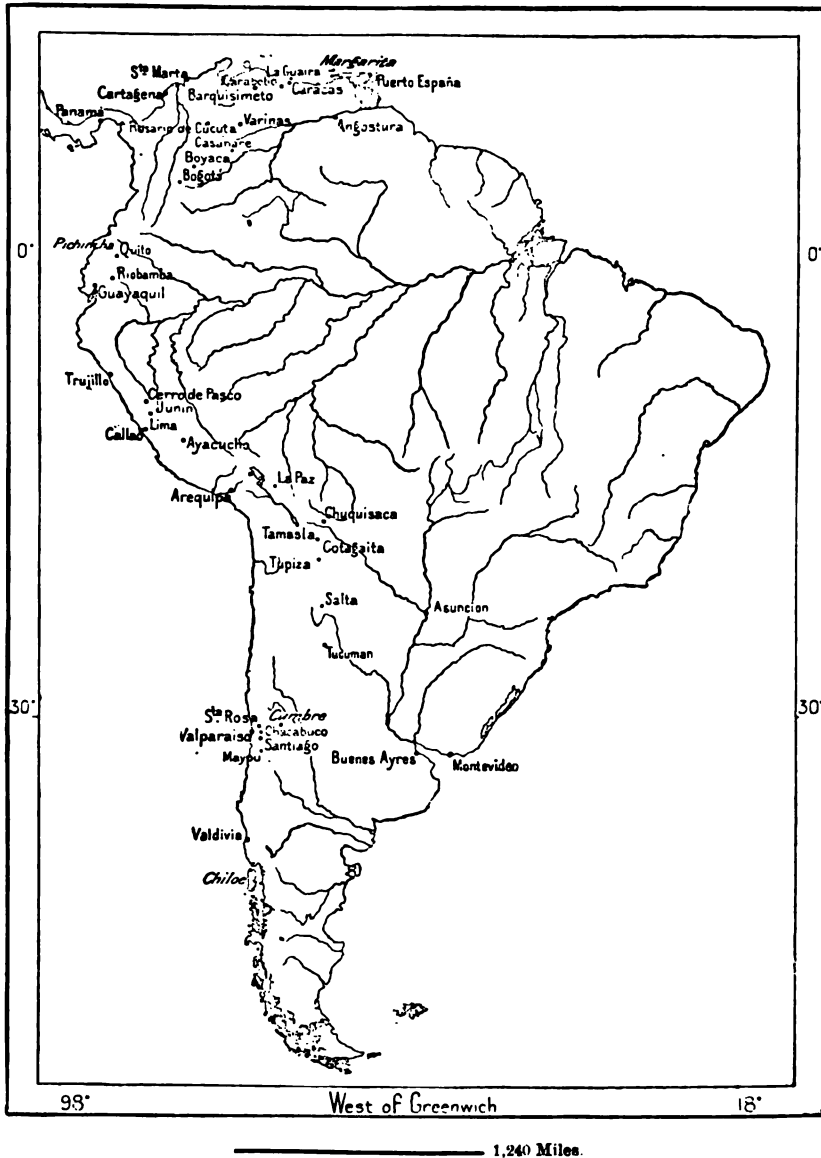 Margarita
Sta Marta
La Guaira
Carabello
Puerto España
Cartagena
Barquisimeto
Caracas
Panamá
Rosario de Cúcuta
Varinas
Angostura
Casanare
Boyaca
Bogotá
Pichincha
Quito
0°
0°
Riobamba
Guayaquil
Trujillo
Cerro de Pasco
Junin
Lima
Callao
Ayacucho
La Paz
Arequipa
Chuquisaca
Tamasla
Cotagaita
Tupiza
Salta
Asuncion
Tucuman
30°
30°
Sta Rosa
Cumbre
Chacabuco
Valparaiso
Santiago
Maypu
Buenos Ayres
Montevideo
Valdivia
Chiloe
98°
West of Greenwich
18°
1,240 Miles.